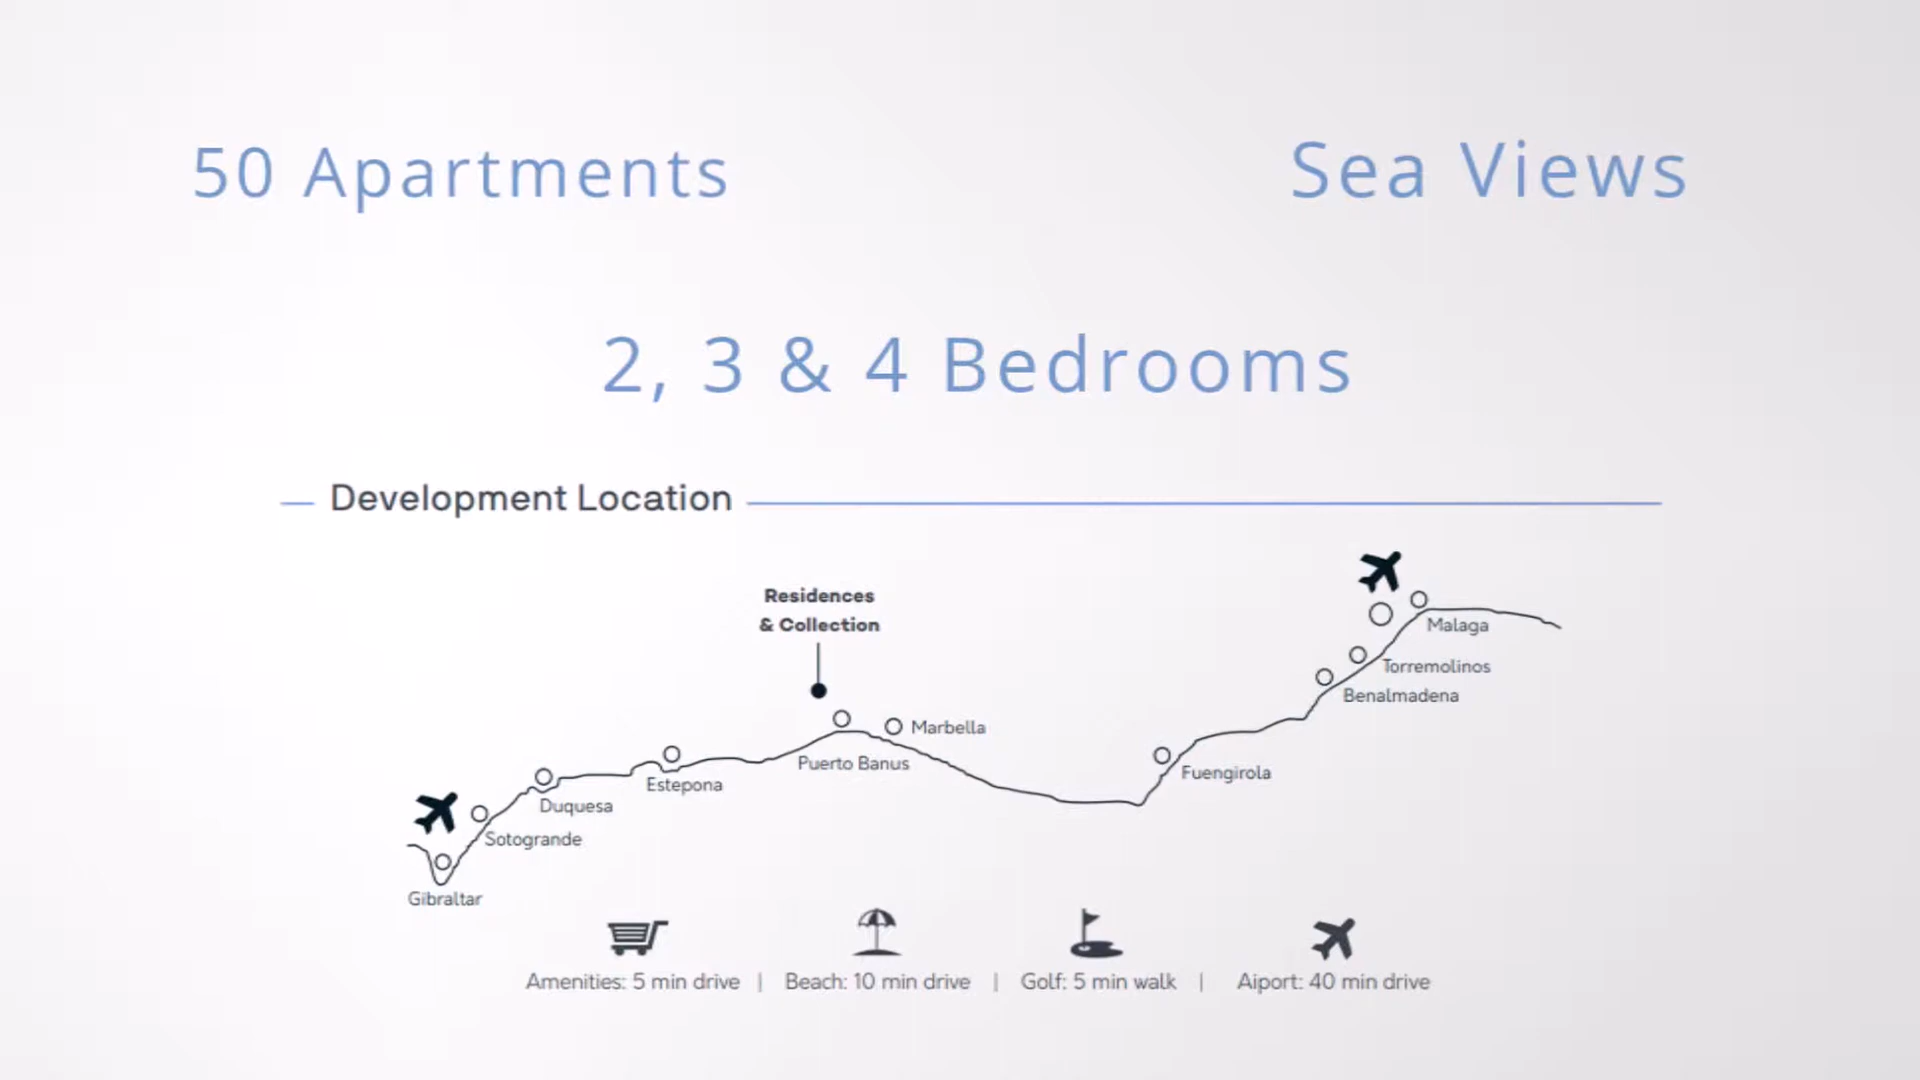 50 Apartments
Sea Views
2, 3 & 4 Bedrooms
Development Location
Residences
& Collection
Malaga
Torremolinos
Benalmadena
Marbella
Puerto Banus
Fuengirola
Estepona
Duquesa
Sotogrande
Gibraltar
Amenities: 5 min drive | Beach: 10 min drive | Golf: 5 min walk | Aiport: 40 min drive